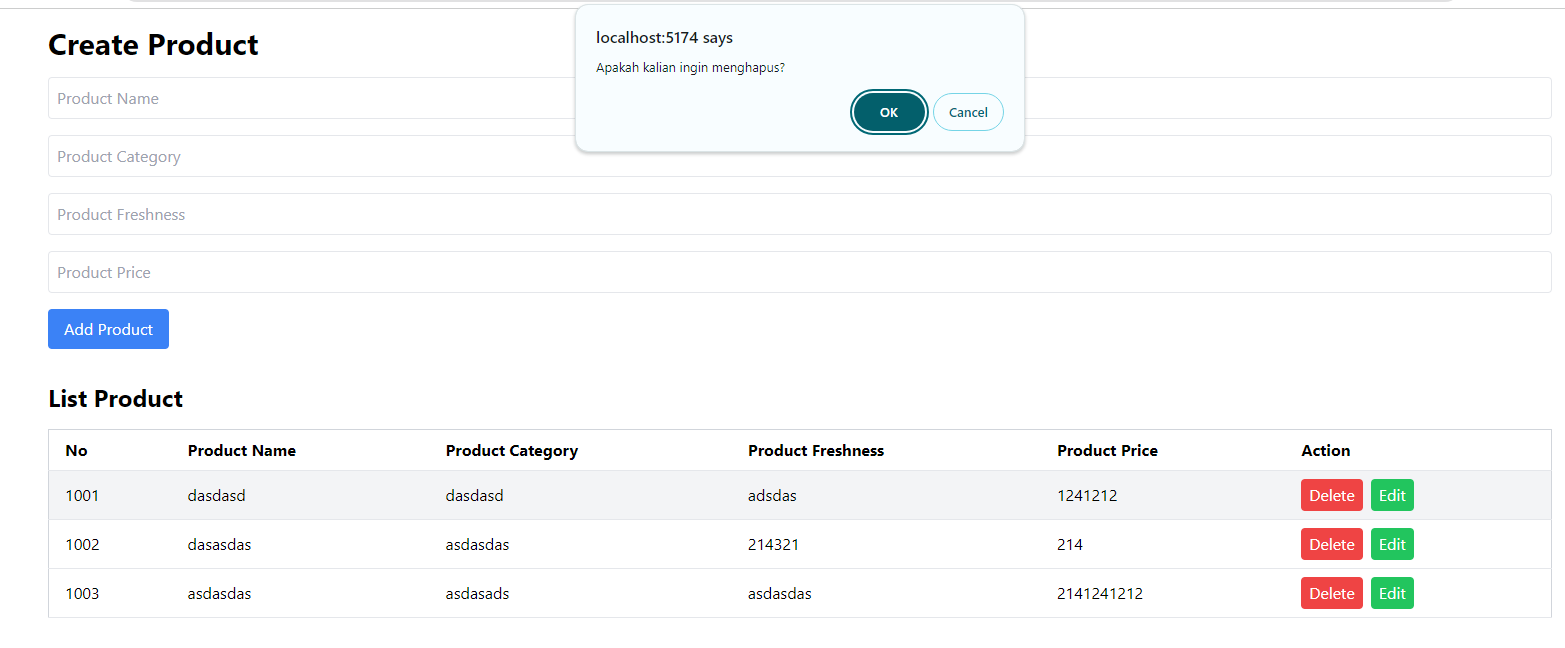 localhost:5174 says
Apakah kalian ingin menghapus?
OK Cancel
Create Product
Product Name
Product Category
Product Freshness
Product Price
Add Product
List Product
No Product Name Product Category Product Freshness Product Price Action
1001 dasdasd dasdasd adsdas 1241212 Delete Edit
1002 dasasdas asdasdas 214321 214 Delete Edit
1003 asdasdas asdasads asdasdas 2141241212 Delete Edit